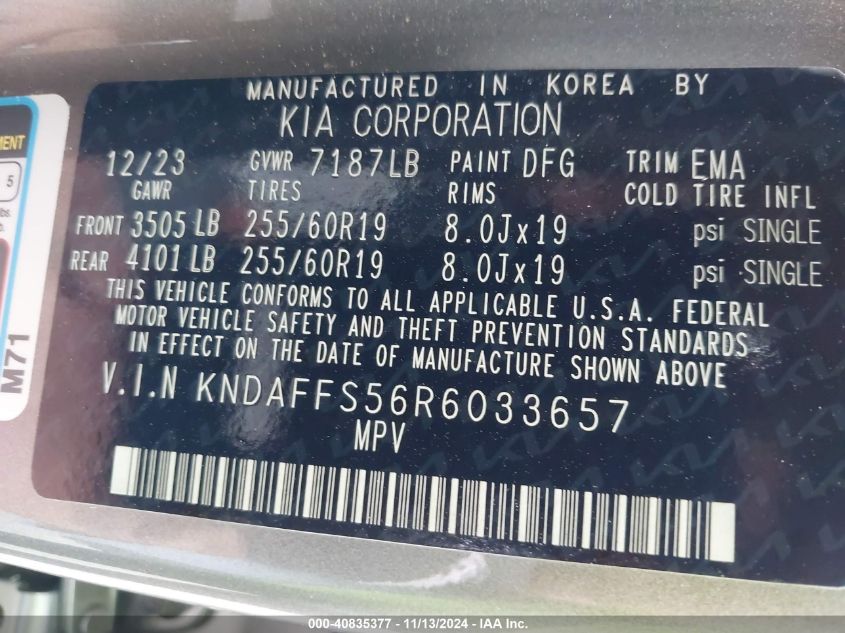 MANUFACTURED IN KOREA BY
KIA CORPORATION
12/23 GVWR 7187LB PAINT DFG TRIM EMA
GAWR TIRES RIMS COLD TIRE INFL
FRONT 3505 LB 255/60R19 8.0Jx19 psi SINGLE
REAR 4101 LB 255/60R19 8.0Jx19 psi SINGLE
THIS VEHICLE CONFORMS TO ALL APPLICABLE U.S.A. FEDERAL
MOTOR VEHICLE SAFETY AND THEFT PREVENTION STANDARDS
IN EFFECT ON THE DATE OF MANUFACTURE SHOWN ABOVE
V.I.N KNDAFFS56R6033657
MPV
5
M71
000-40835377 - 11/13/2024 - IAA Inc.